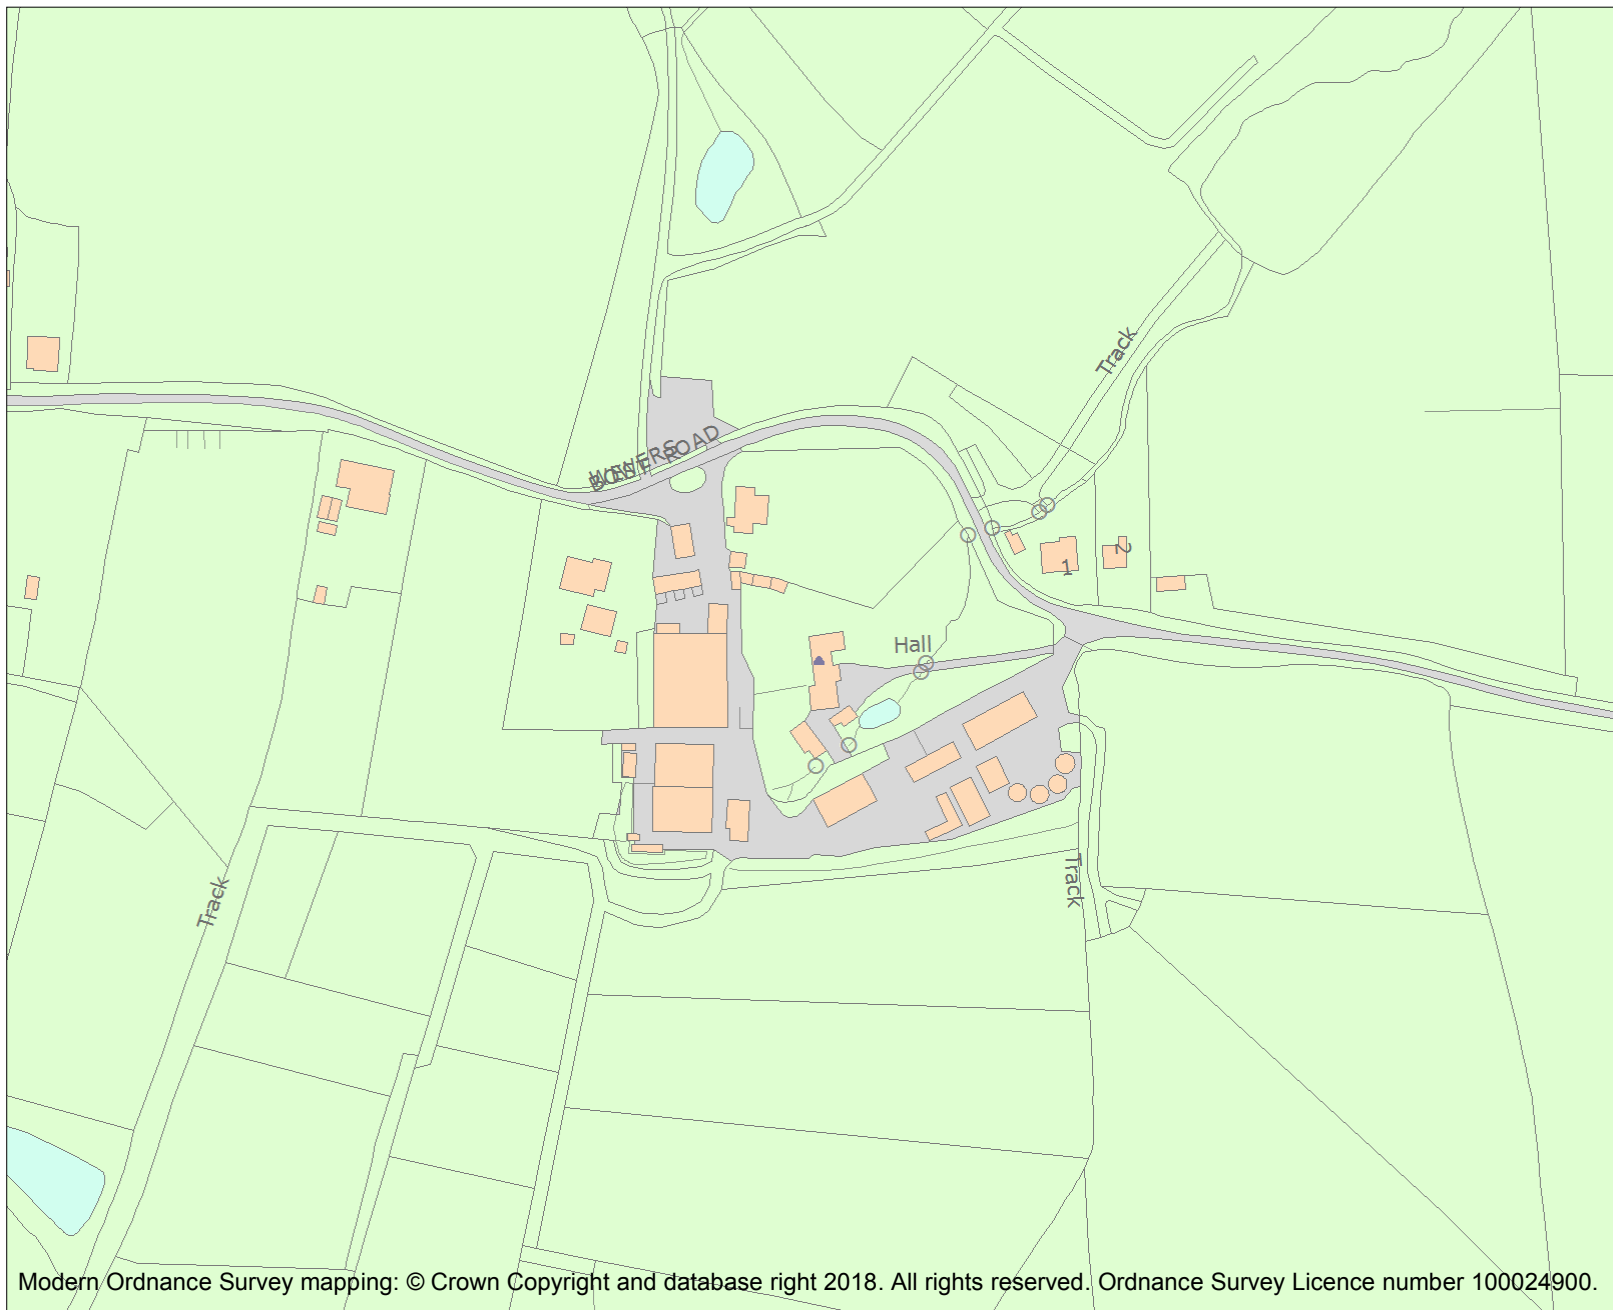 Track
ROAD
Hall
1
2
Track
Track
Modern Ordnance Survey mapping: © Crown Copyright and database right 2018. All rights reserved. Ordnance Survey Licence number 100024900.